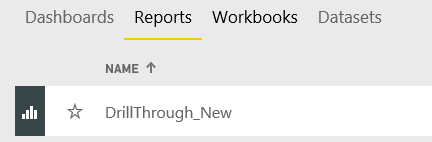 Dashboards Reports Workbooks Datasets
NAME ↑
DrillThrough_New